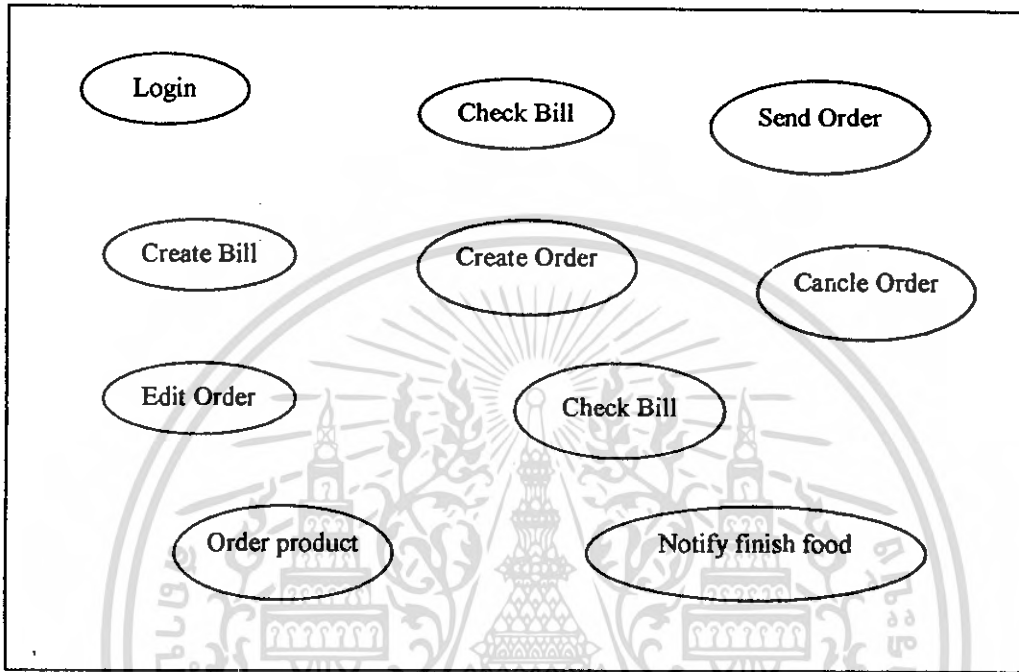 Login
Check Bill
Send Order
Create Bill
Create Order
Cancle Order
Edit Order
Check Bill
Order product
Notify finish food